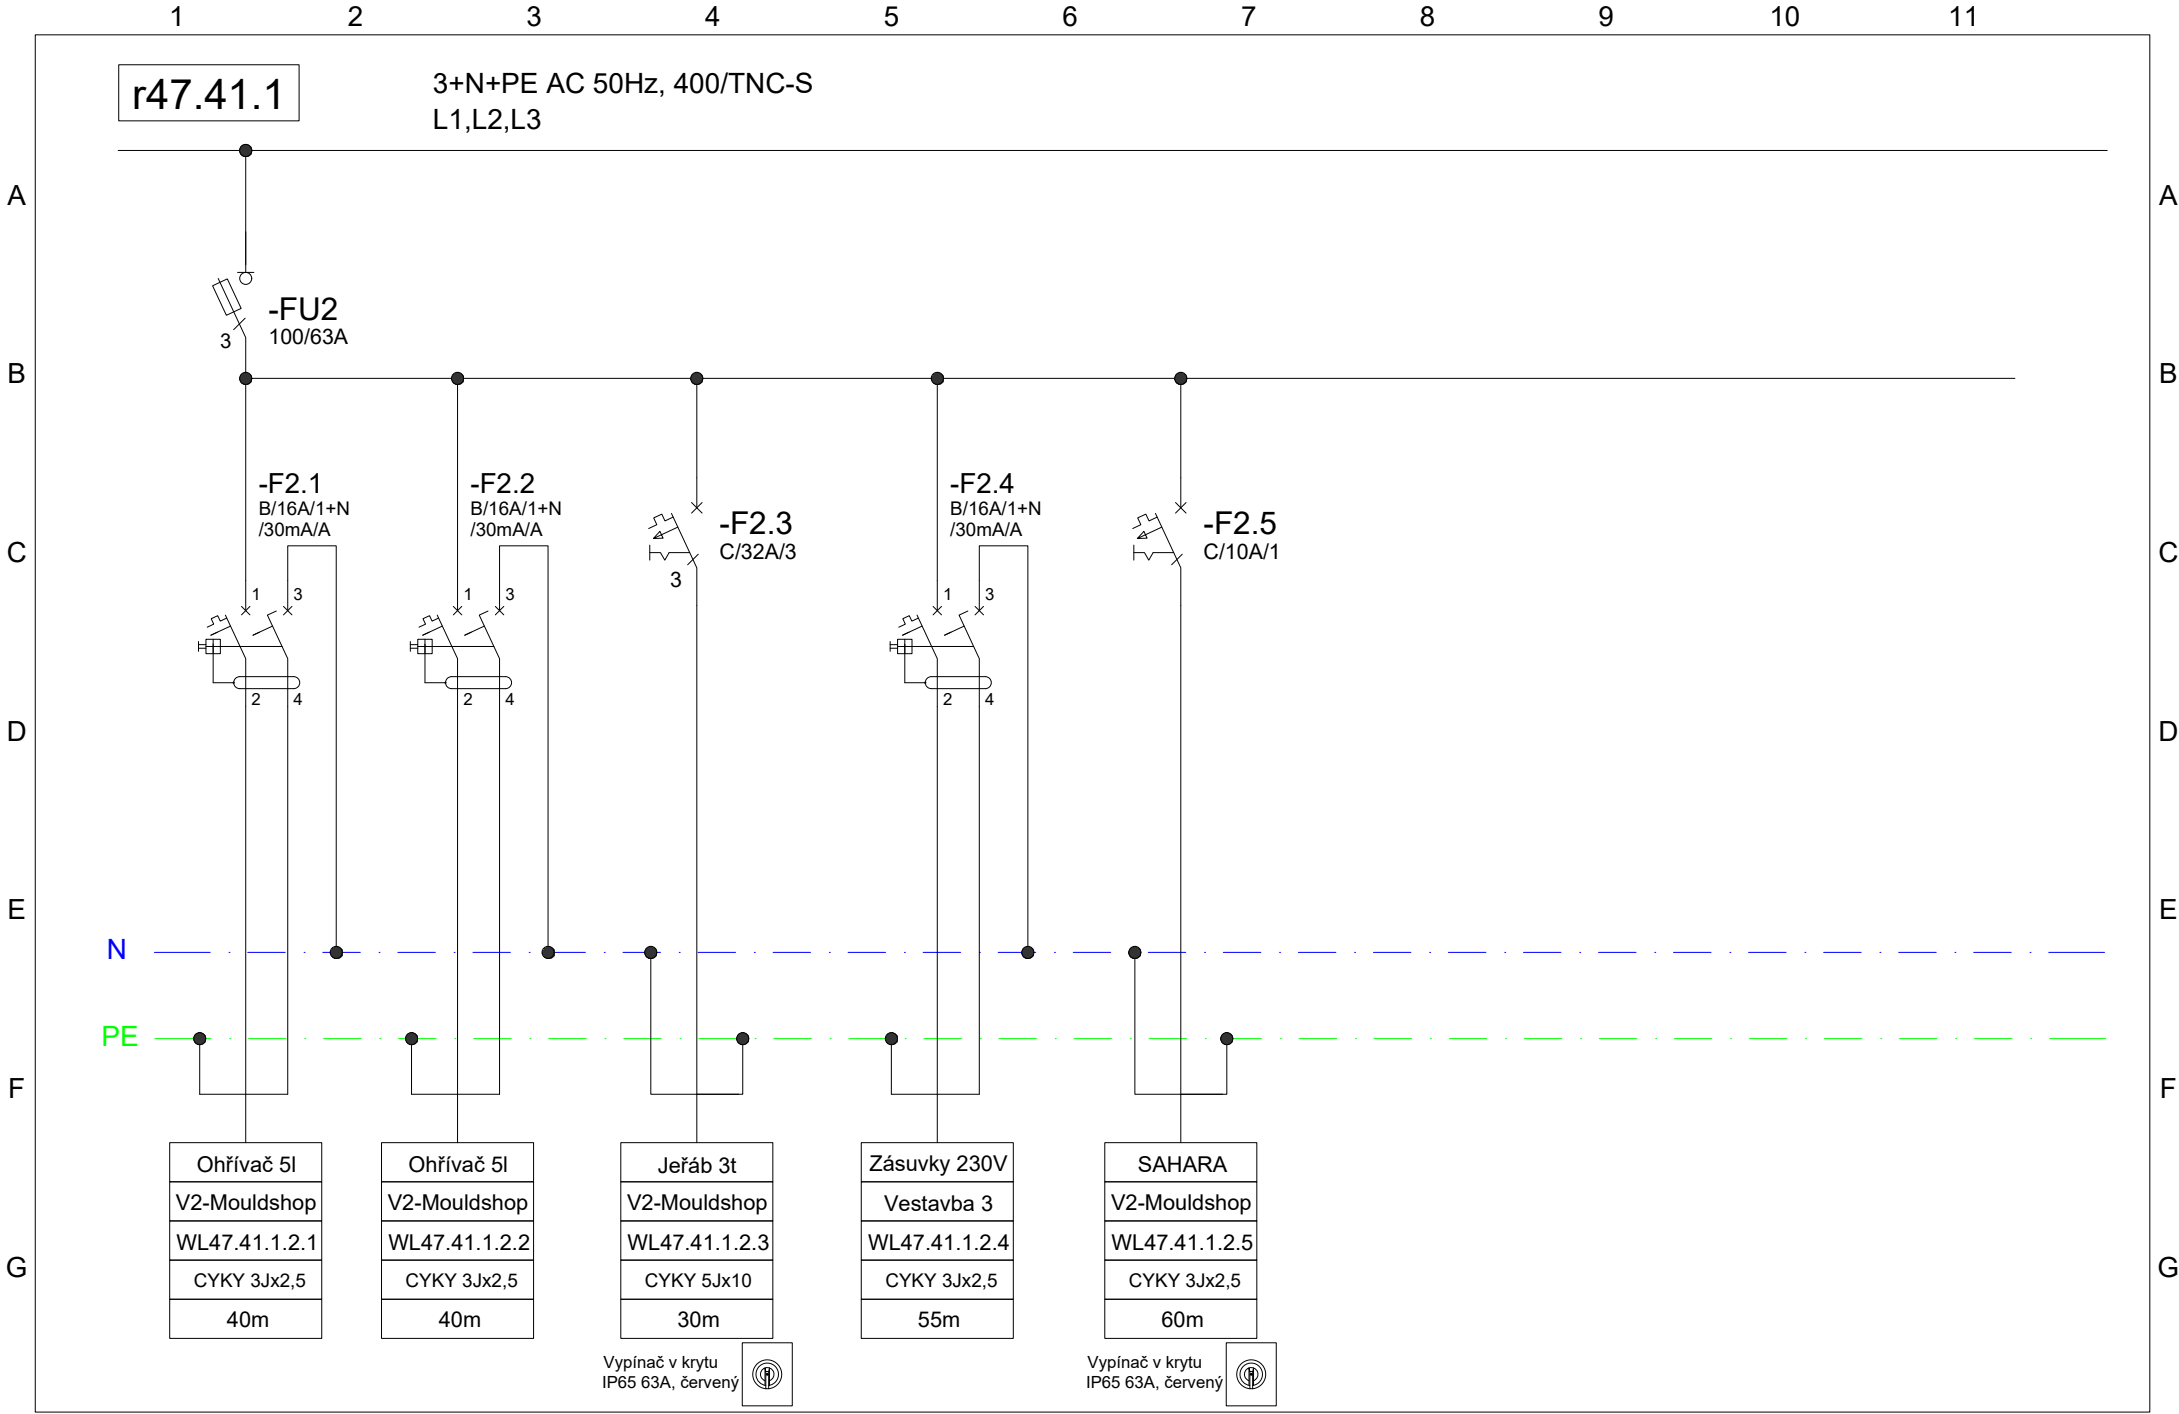 1 2 3 4 5 6 7 8 9 10 11
r47.41.1
3+N+PE AC 50Hz, 400/TNC-S
L1,L2,L3
A A
-FU2
100/63A
3
B B
-F2.1
B/16A/1+N
/30mA/A
1 3
2 4
-F2.2
B/16A/1+N
/30mA/A
1 3
2 4
-F2.3
C/32A/3
3
-F2.4
B/16A/1+N
/30mA/A
1 3
2 4
-F2.5
C/10A/1
C C
D D
E E
N
PE
F F
Ohřívač 5l
V2-Mouldshop
WL47.41.1.2.1
CYKY 3Jx2,5
40m
Ohřívač 5l
V2-Mouldshop
WL47.41.1.2.2
CYKY 3Jx2,5
40m
Jeřáb 3t
V2-Mouldshop
WL47.41.1.2.3
CYKY 5Jx10
30m
Vypínač v krytu
IP65 63A, červený
Zásuvky 230V
Vestavba 3
WL47.41.1.2.4
CYKY 3Jx2,5
55m
SAHARA
V2-Mouldshop
WL47.41.1.2.5
CYKY 3Jx2,5
60m
Vypínač v krytu
IP65 63A, červený
G G